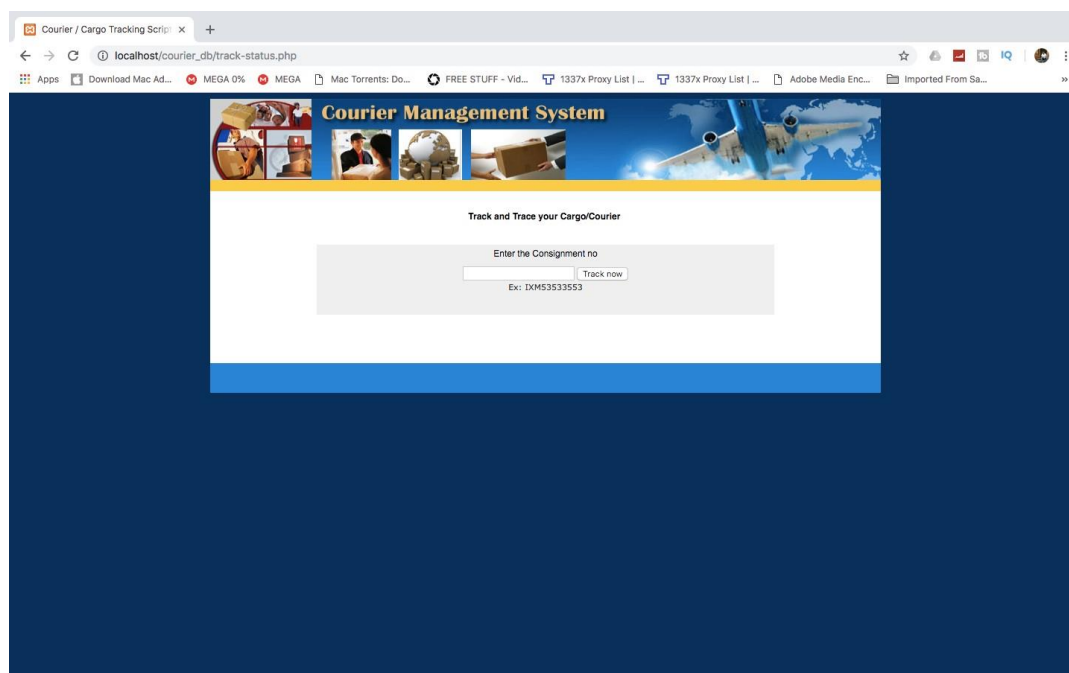 Courier / Cargo Tracking Scrip
localhost/courier_db/track-status.php
IQ
Apps Download Mac Ad... MEGA 0% MEGA Mac Torrents: Do... FREE STUFF - Vid... 1337x Proxy List | ... 1337x Proxy List | ... Adobe Media Enc... Imported From Sa... »
Courier Management System
Track and Trace your Cargo/Courier
Enter the Consignment no
Track now
Ex: IXM53533553